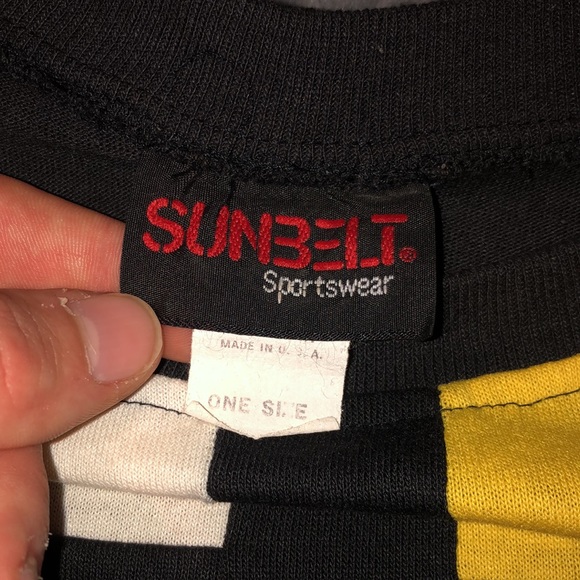 SUNBELT®
Sportswear
MADE IN U.S.A.
ONE SIZE